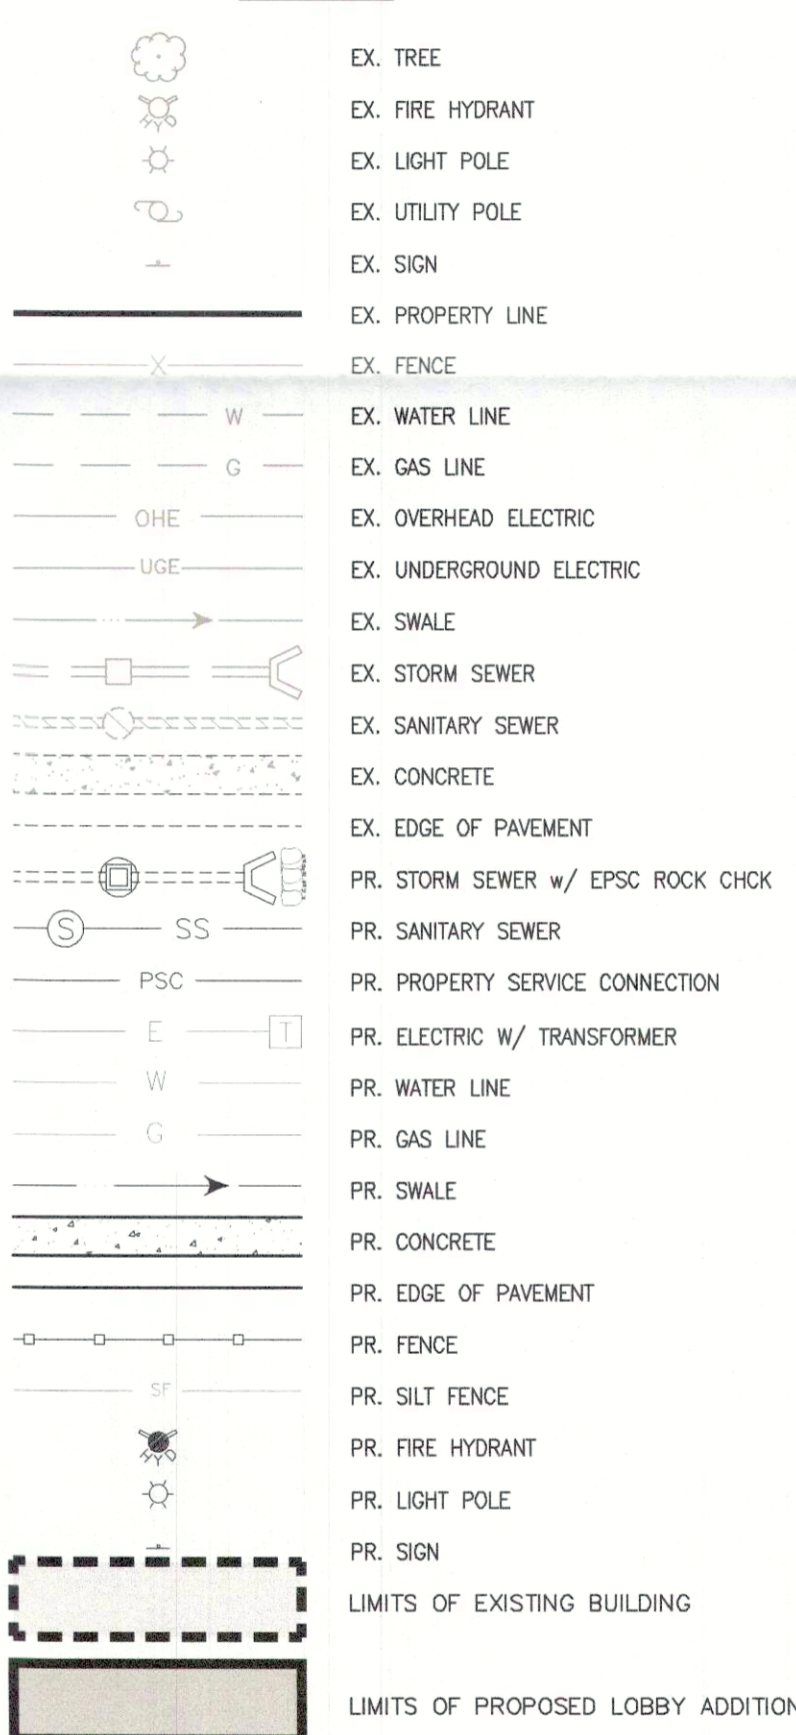 EX. TREE
HYD EX. FIRE HYDRANT
EX. LIGHT POLE
EX. UTILITY POLE
EX. SIGN
EX. PROPERTY LINE
X EX. FENCE
W EX. WATER LINE
G EX. GAS LINE
OHE EX. OVERHEAD ELECTRIC
UGE EX. UNDERGROUND ELECTRIC
EX. SWALE
EX. STORM SEWER
EX. SANITARY SEWER
EX. CONCRETE
EX. EDGE OF PAVEMENT
PR. STORM SEWER w/ EPSC ROCK CHCK
S SS PR. SANITARY SEWER
PSC PR. PROPERTY SERVICE CONNECTION
E T PR. ELECTRIC W/ TRANSFORMER
W PR. WATER LINE
G PR. GAS LINE
PR. SWALE
PR. CONCRETE
PR. EDGE OF PAVEMENT
PR. FENCE
SF PR. SILT FENCE
HYD PR. FIRE HYDRANT
PR. LIGHT POLE
PR. SIGN
LIMITS OF EXISTING BUILDING
LIMITS OF PROPOSED LOBBY ADDITION